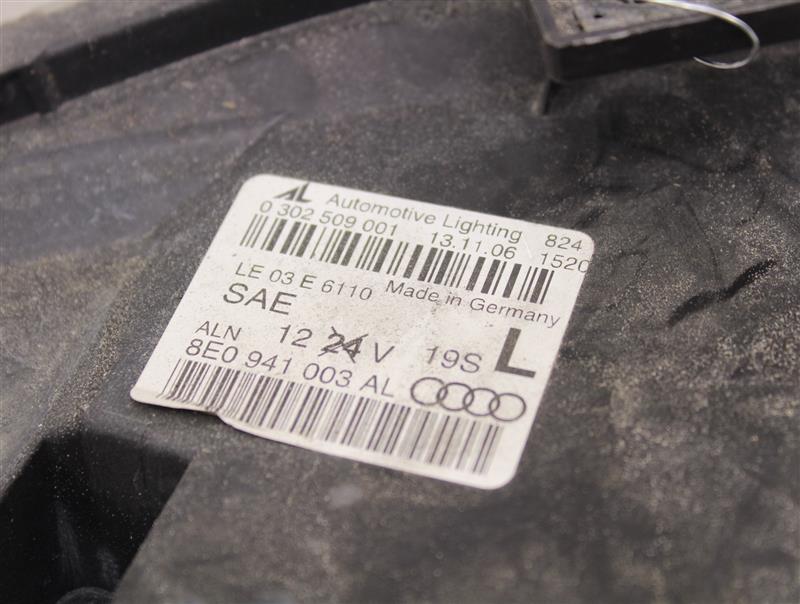 AL Automotive Lighting 824
0 302 509 001 13.11.06 1520
LE 03 E 6110 Made in Germany
SAE
ALN 12 24 V 19S L
8E0 941 003 AL